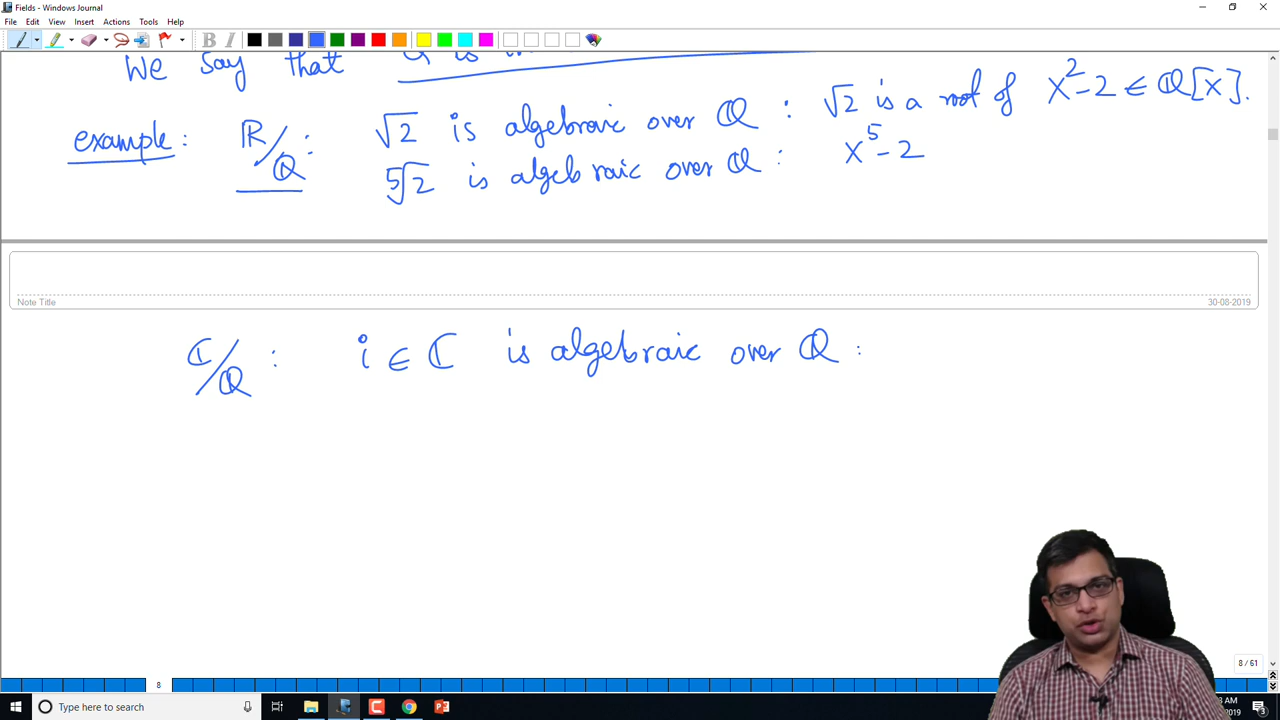 Fields - Windows Journal
File Edit View Insert Actions Tools Help
We say that
example: ℝ/ℚ: √2 is algebraic over ℚ : √2 is a root of x²-2 ∈ ℚ[x].
⁵√2 is algebraic over ℚ : x⁵-2
Note Title 30-08-2019
ℂ/ℚ : i ∈ ℂ is algebraic over ℚ :
8 / 61
8
Type here to search